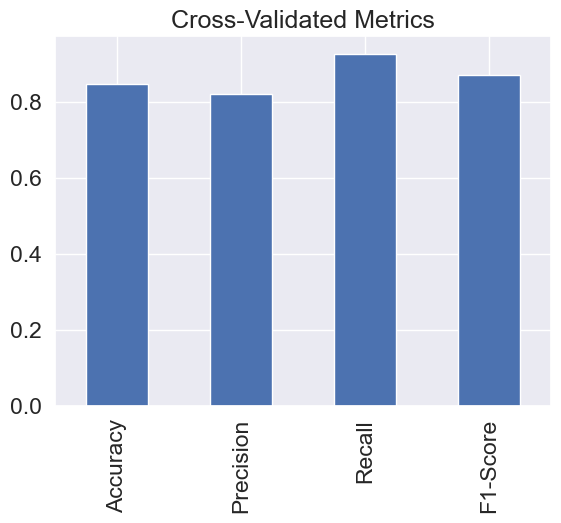 Cross-Validated Metrics
0.8
0.6
0.4
0.2
0.0
Accuracy
Precision
Recall
F1-Score